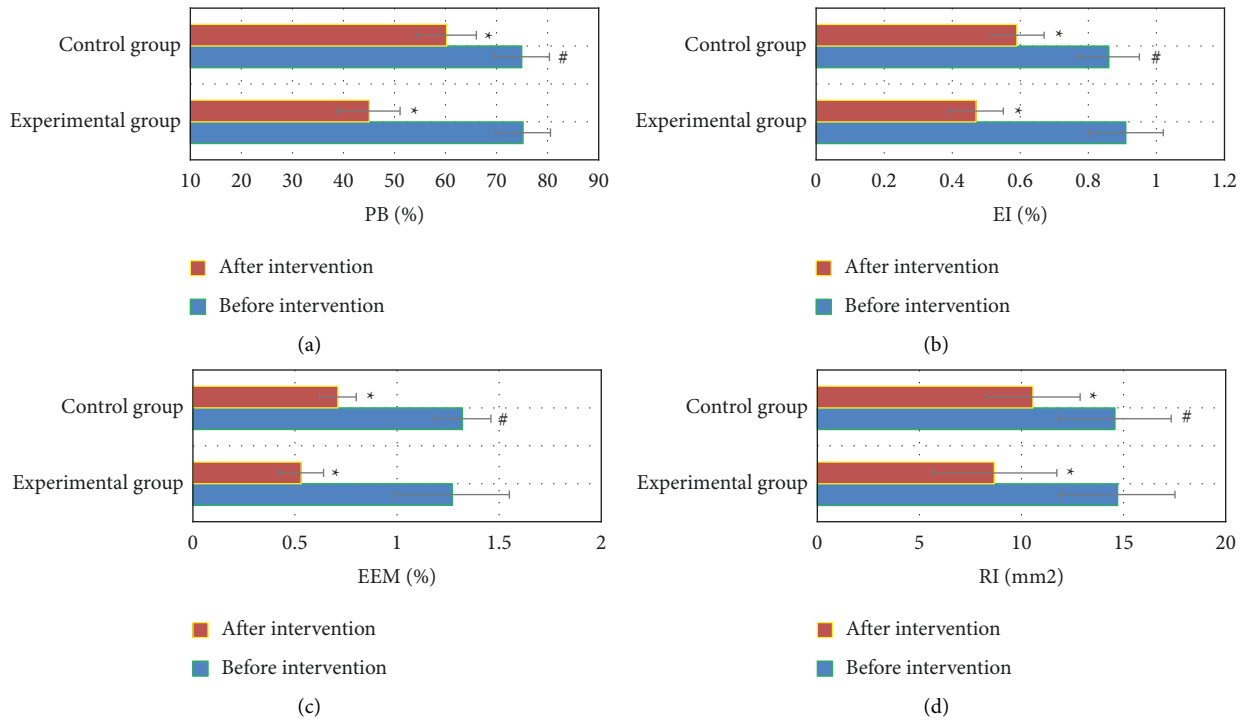 Control group
*
#
Experimental group
*
10 20 30 40 50 60 70 80 90
PB (%)
After intervention
Before intervention
(a)
Control group
*
#
Experimental group
*
0 0.2 0.4 0.6 0.8 1 1.2
EI (%)
After intervention
Before intervention
(b)
Control group
*
#
Experimental group
*
0 0.5 1 1.5 2
EEM (%)
After intervention
Before intervention
(c)
Control group
*
#
Experimental group
*
0 5 10 15 20
RI (mm2)
After intervention
Before intervention
(d)